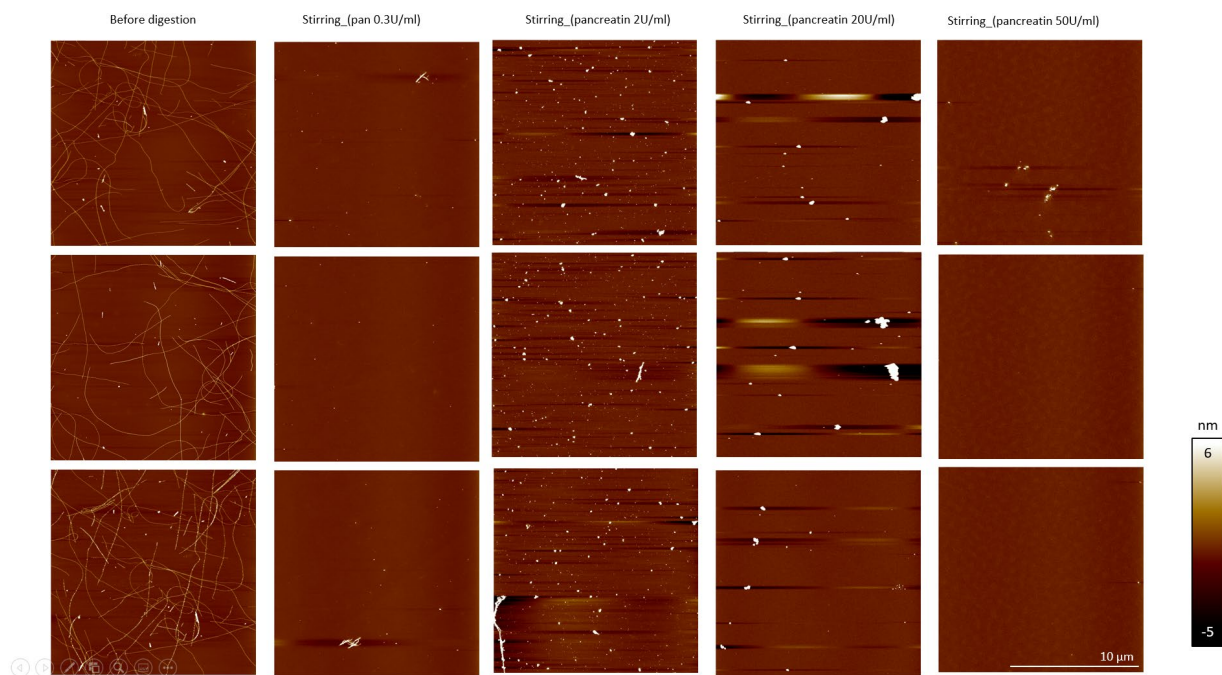 Before digestion
Stirring_(pan 0.3U/ml)
Stirring_(pancreatin 2U/ml)
Stirring_(pancreatin 20U/ml)
Stirring_(pancreatin 50U/ml)
nm
6
-5
10 μm